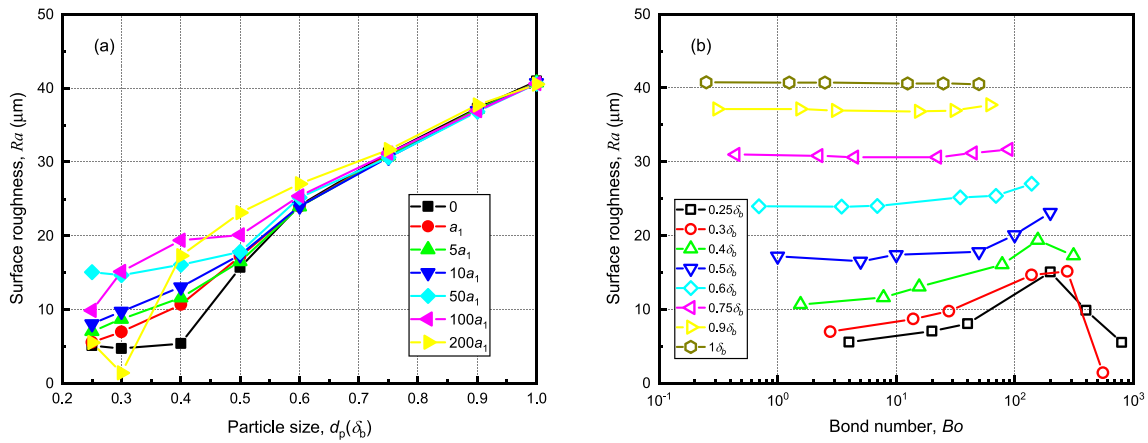 (a)
50
40
30
20
10
0
Surface roughness, Ra (μm)
0.2 0.3 0.4 0.5 0.6 0.7 0.8 0.9 1.0
Particle size, dₚ(δb)
0
a₁
5a₁
10a₁
50a₁
100a₁
200a₁
(b)
50
40
30
20
10
0
Surface roughness, Ra (μm)
10⁻¹ 10⁰ 10¹ 10² 10³
Bond number, Bo
0.25δb
0.3δb
0.4δb
0.5δb
0.6δb
0.75δb
0.9δb
1δb